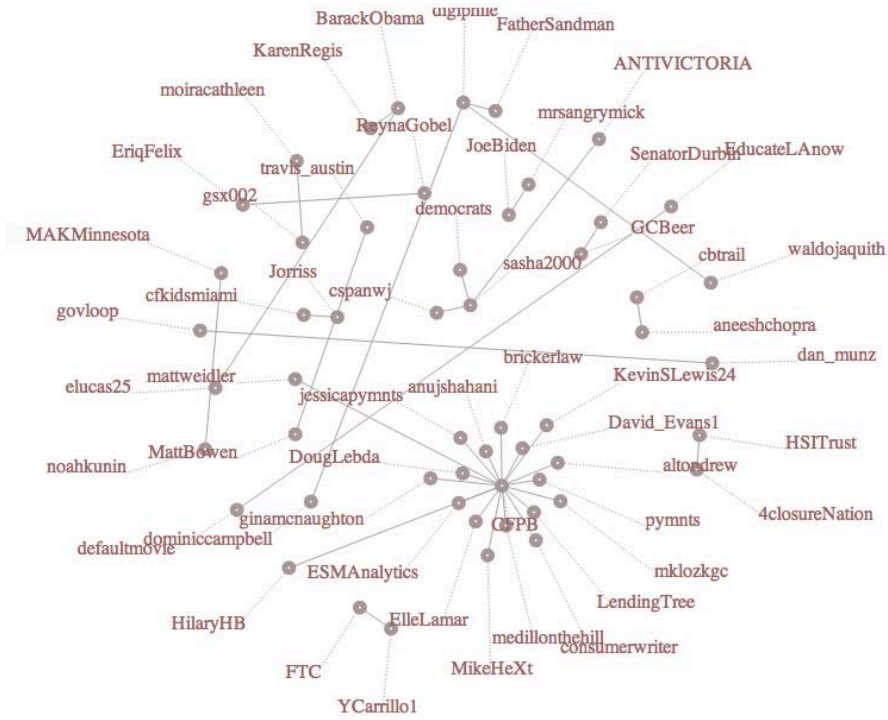 digiphile
BarackObama
FatherSandman
KarenRegis
ANTIVICTORIA
moiracathleen
mrsangrymick
ReynaGobel
EriqFelix
JoeBiden
SenatorDurbin
EducateLAnow
travis_austin
gsx002
democrats
GCBeer
MAKMinnesota
cbtrail
waldojaquith
sasha2000
Jorriss
cspanwj
cfkidsmiami
govloop
aneeshchopra
brickerlaw
dan_munz
elucas25
mattweidler
jessicapymnts
anujshahani
KevinSLewis24
David_Evans1
HSITrust
noahkunin
MattBowen
DougLebda
altondrew
4closureNation
pymnts
CFPB
ginamcnaughton
dominiccampbell
defaultmovie
ESMAnalytics
mklozkgc
LendingTree
HilaryHB
ElleLamar
medillonthehill
consumerwriter
MikeHeXt
FTC
YCarrillo1